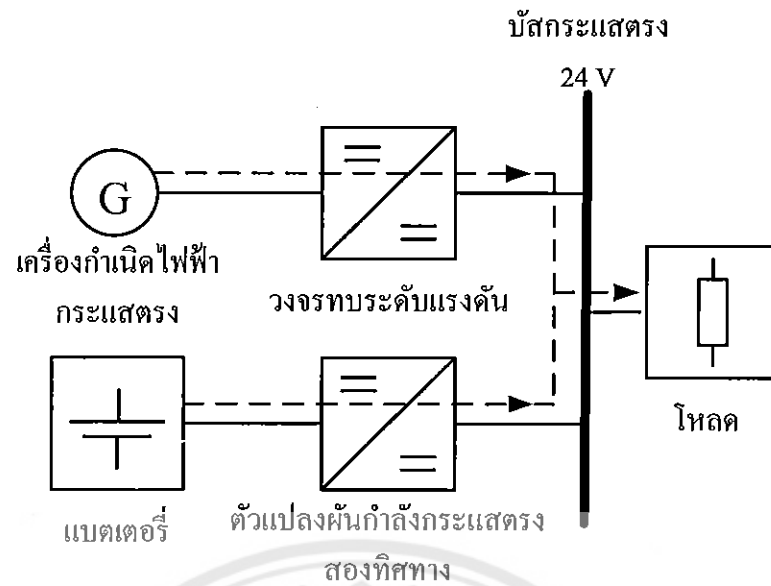 บัสกระแสตรง
24 V
G
เครื่องกำเนิดไฟฟ้า
กระแสตรง
วงจรทบระดับแรงดัน
โหลด
แบตเตอรี่
ตัวแปลงผันกำลังกระแสตรง
สองทิศทาง